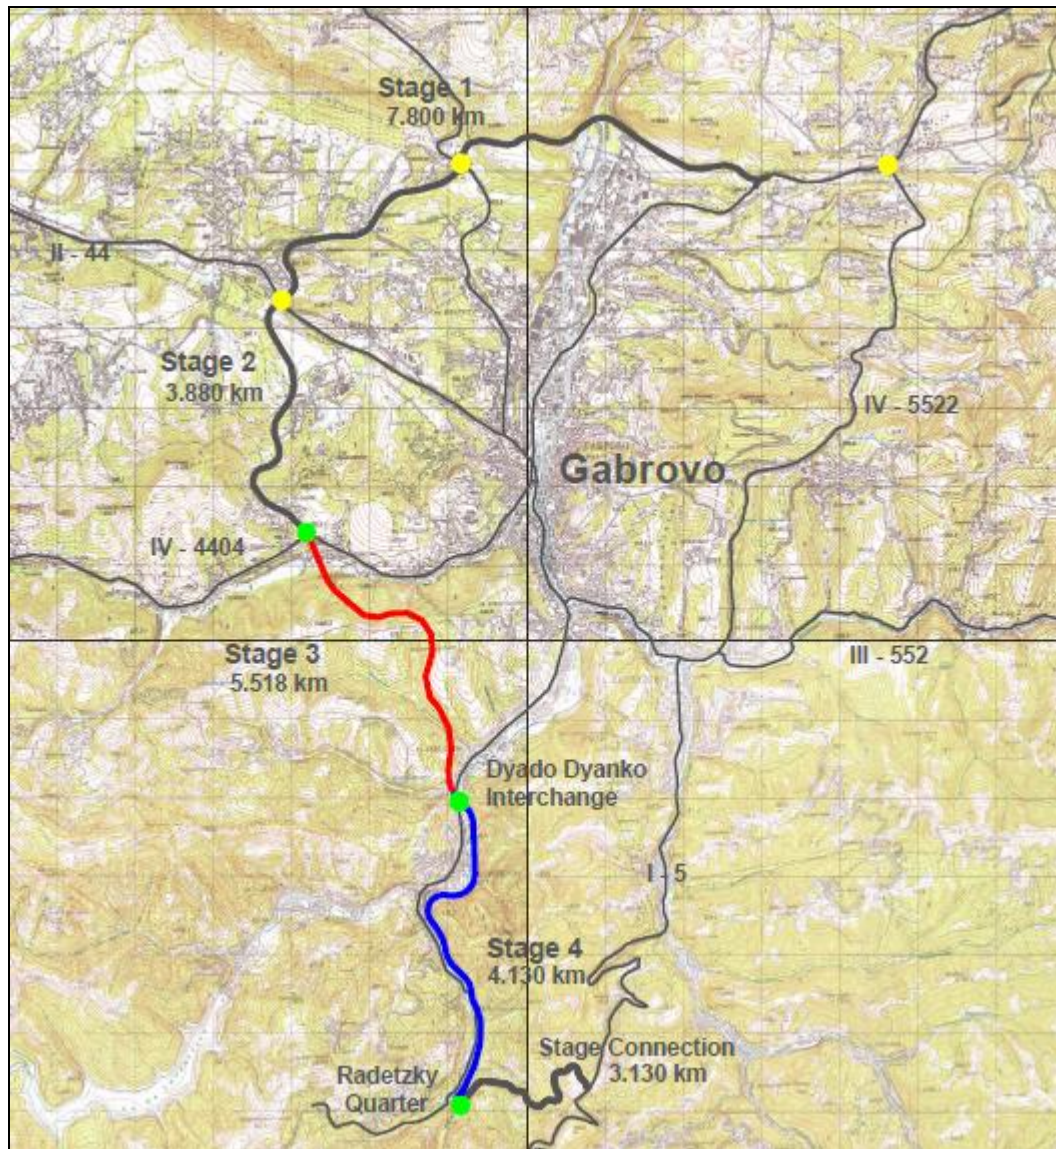 Stage 1
7.800 km
II - 44
Stage 2
3.880 km
IV - 5522
Gabrovo
IV - 4404
Stage 3
5.518 km
III - 552
Dyado Dyanko
Interchange
I - 5
Stage 4
4.130 km
Stage Connection
3.130 km
Radetzky
Quarter